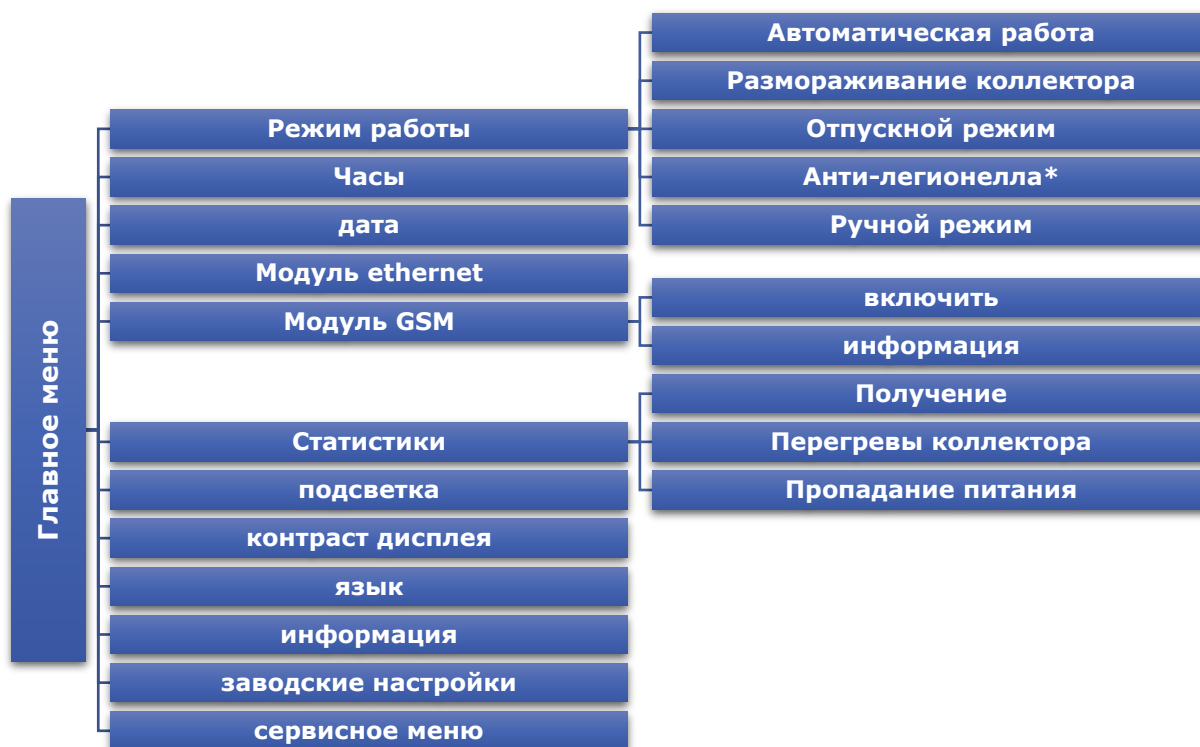 Главное меню
Режим работы
Автоматическая работа
Размораживание коллектора
Отпускной режим
Анти-легионелла*
Ручной режим
Часы
дата
Модуль ethernet
Модуль GSM
включить
информация
Статистики
Получение
Перегревы коллектора
Пропадание питания
подсветка
контраст дисплея
язык
информация
заводские настройки
сервисное меню